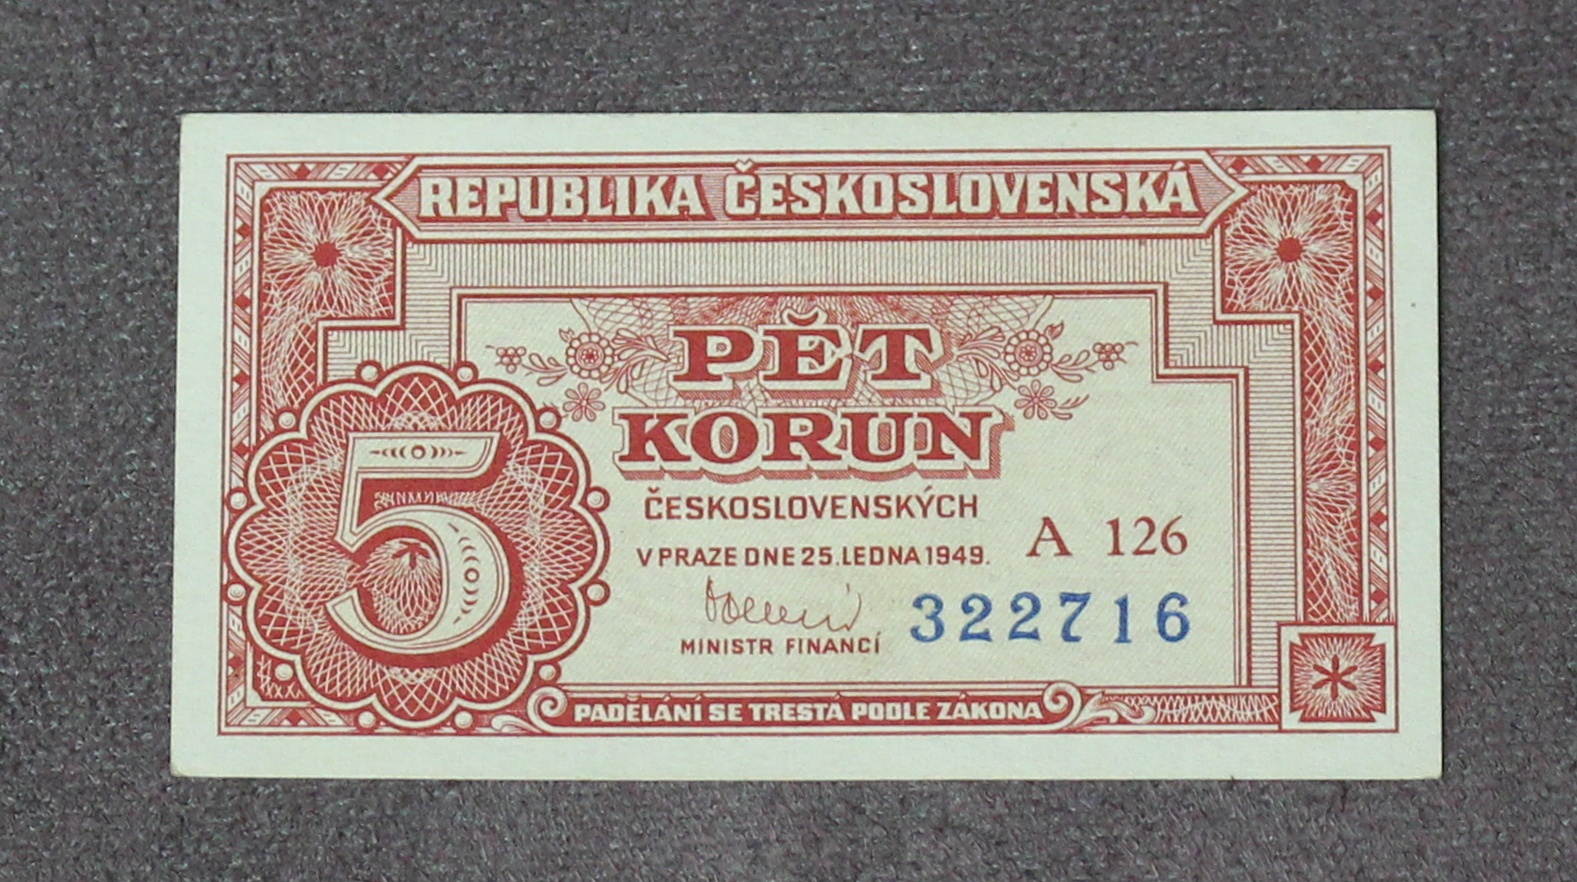 REPUBLIKA ČESKOSLOVENSKÁ
PĚT
KORUN
5
ČESKOSLOVENSKÝCH
V PRAZE DNE 25. LEDNA 1949.
A 126
322716
MINISTR FINANCÍ
PADĚLÁNÍ SE TRESTÁ PODLE ZÁKONA